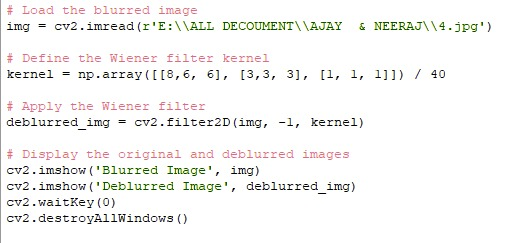 # Load the blurred image
img = cv2.imread(r'E:\\ALL DECOUMENT\\AJAY  & NEERAJ\\4.jpg')
# Define the Wiener filter kernel
kernel = np.array([[8,6, 6], [3,3, 3], [1, 1, 1]]) / 40
# Apply the Wiener filter
deblurred_img = cv2.filter2D(img, -1, kernel)
# Display the original and deblurred images
cv2.imshow('Blurred Image', img)
cv2.imshow('Deblurred Image', deblurred_img)
cv2.waitKey(0)
cv2.destroyAllWindows()